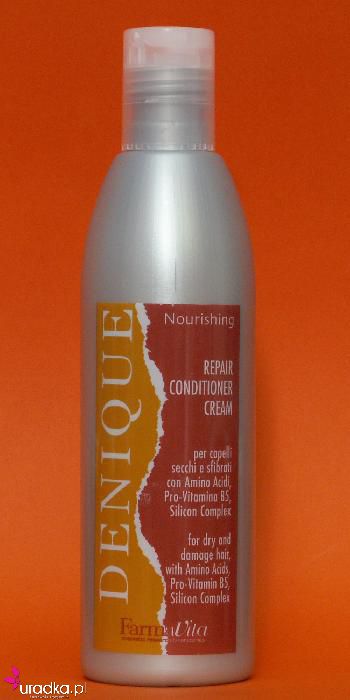 DENIQUE
Nourishing
REPAIR
CONDITIONER
CREAM
per capelli
secchi e sfibrati
con Amino Acidi,
Pro-Vitamina B5,
Silicon Complex
for dry and
damage hair,
with Amino Acids,
Pro-Vitamin B5,
Silicon Complex
FarmaVita
uradka.pl